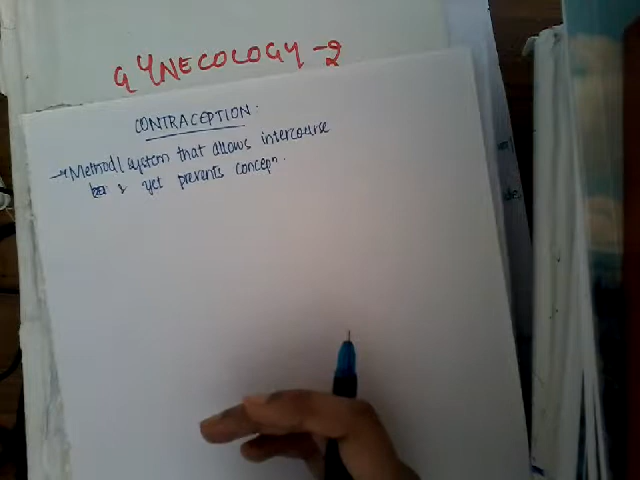 GYNECOLOGY -2
CONTRACEPTION:
→ Method/system that allows intercourse
& yet prevents concepn.